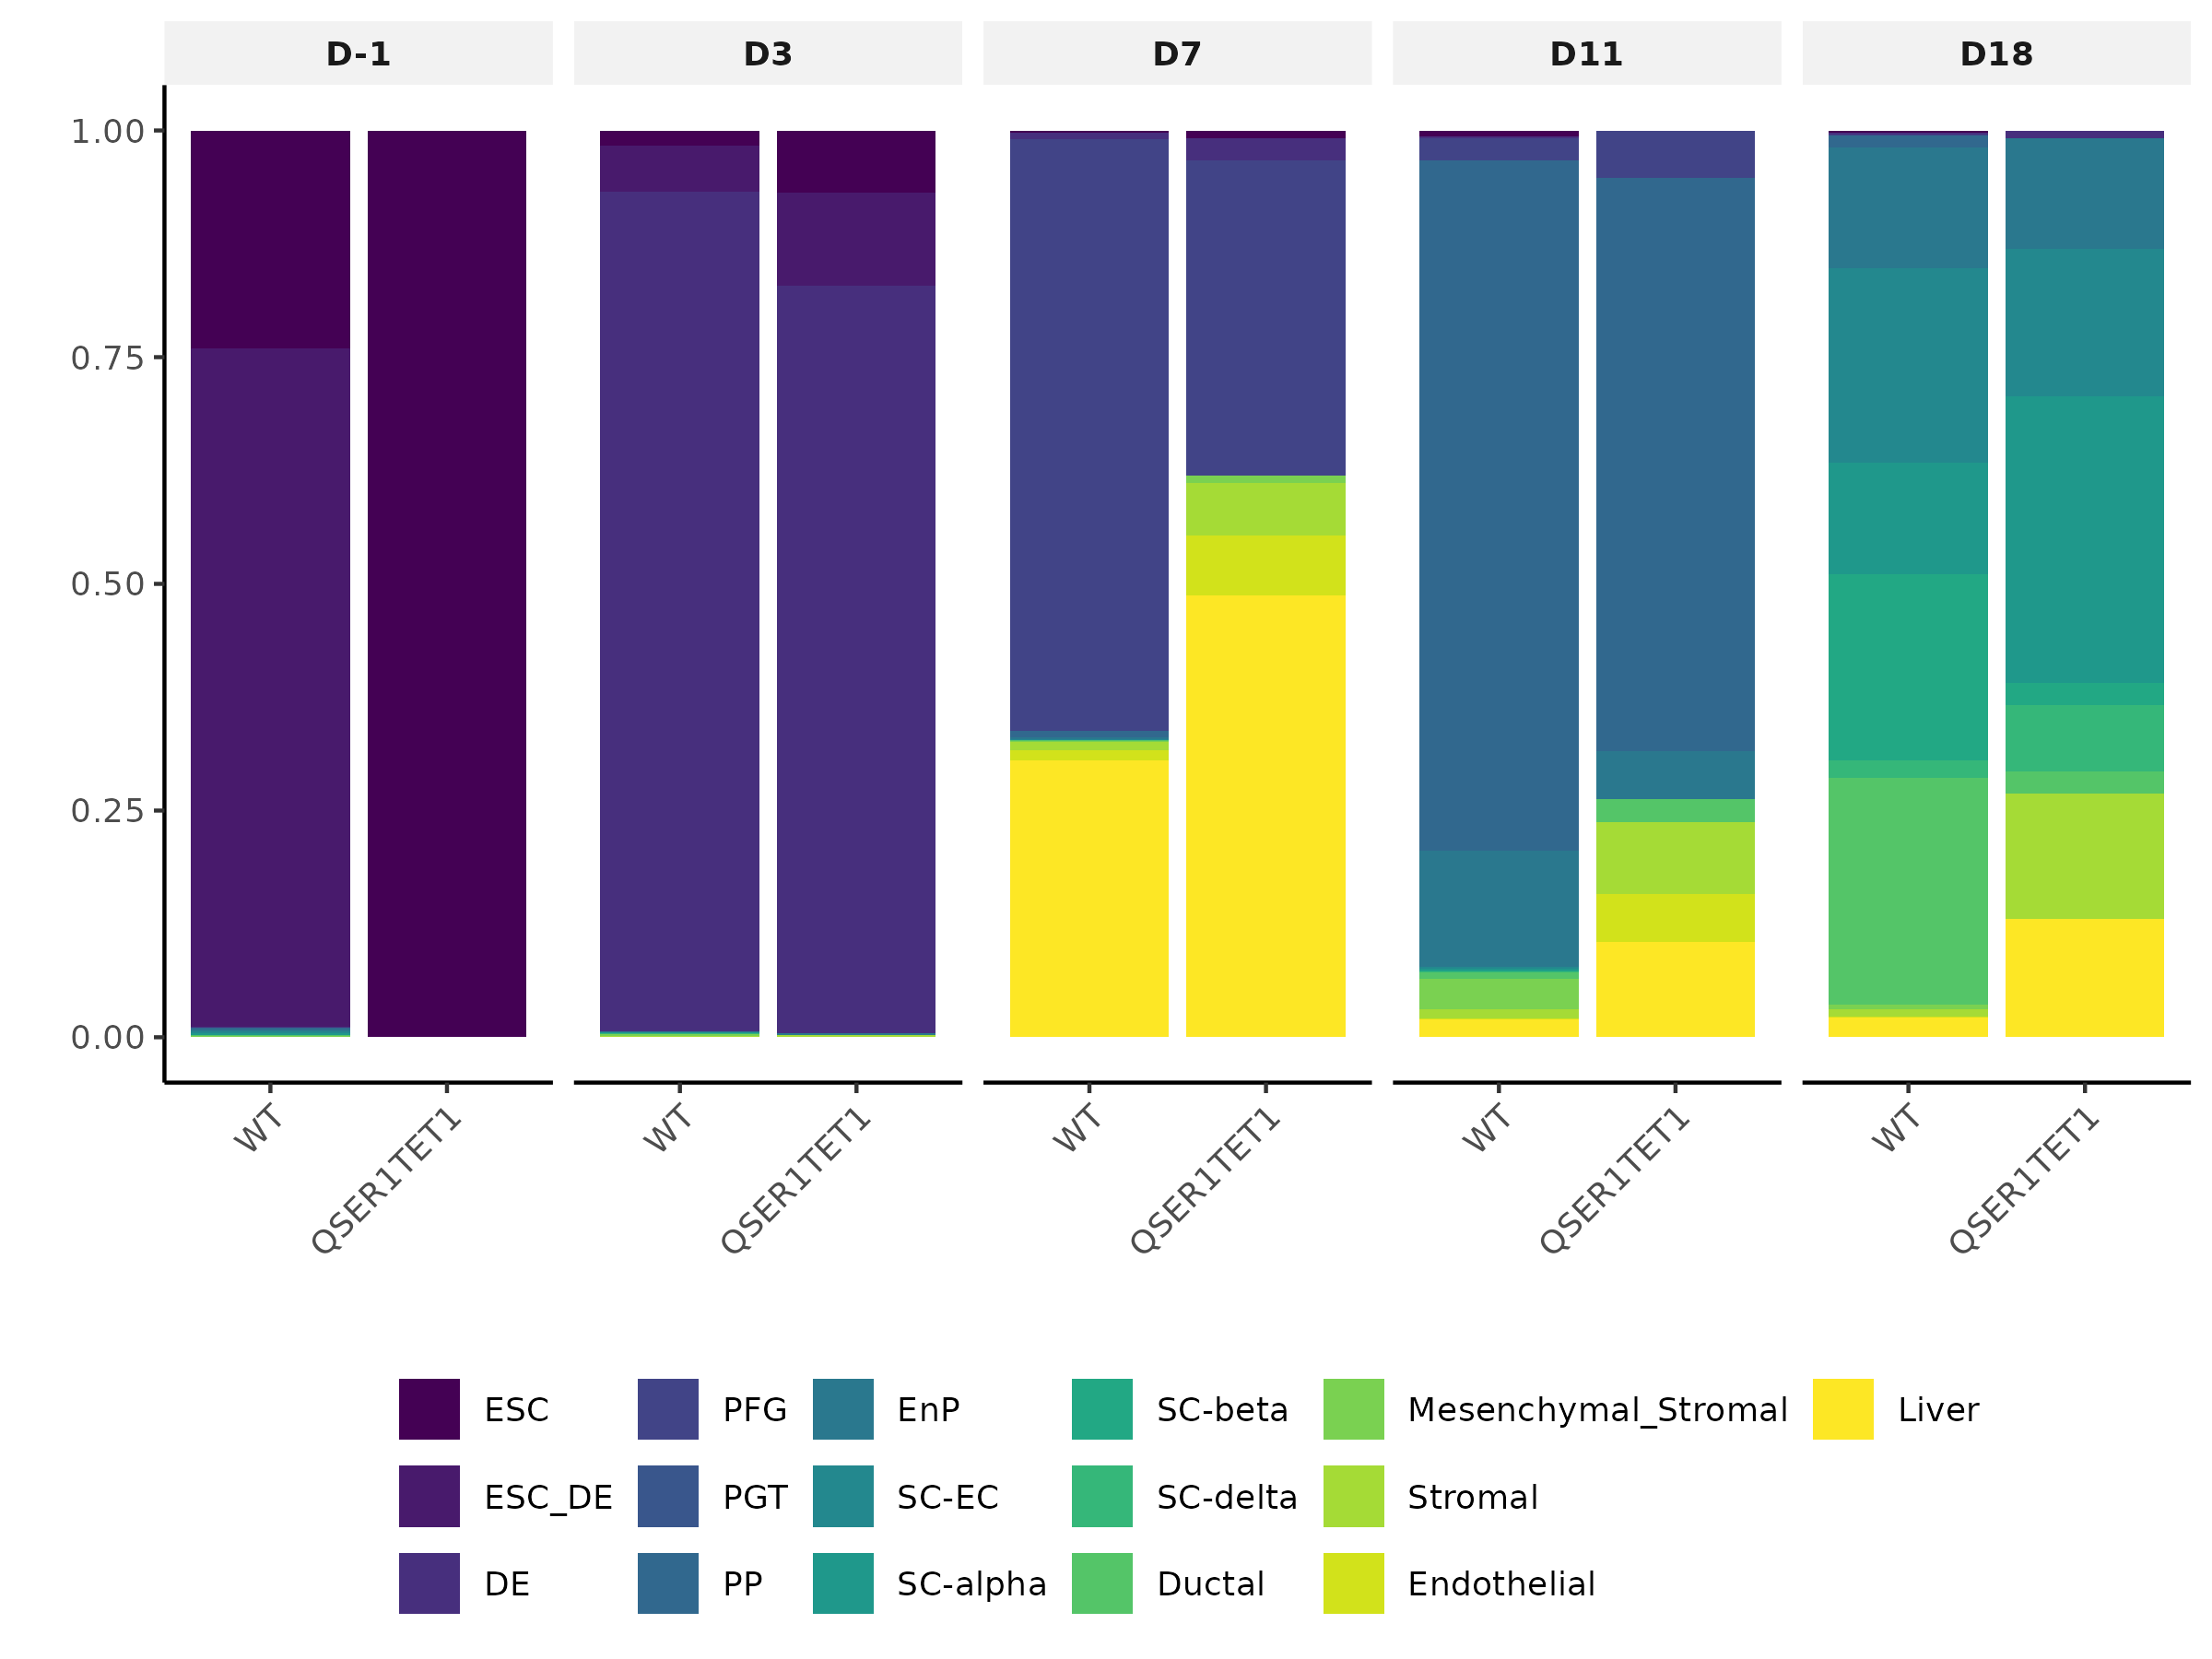 D-1 D3 D7 D11 D18
1.00
0.75
0.50
0.25
0.00
WT QSER1TET1 WT QSER1TET1 WT QSER1TET1 WT QSER1TET1 WT QSER1TET1
ESC PFG EnP SC-beta Mesenchymal_Stromal Liver
ESC_DE PGT SC-EC SC-delta Stromal
DE PP SC-alpha Ductal Endothelial